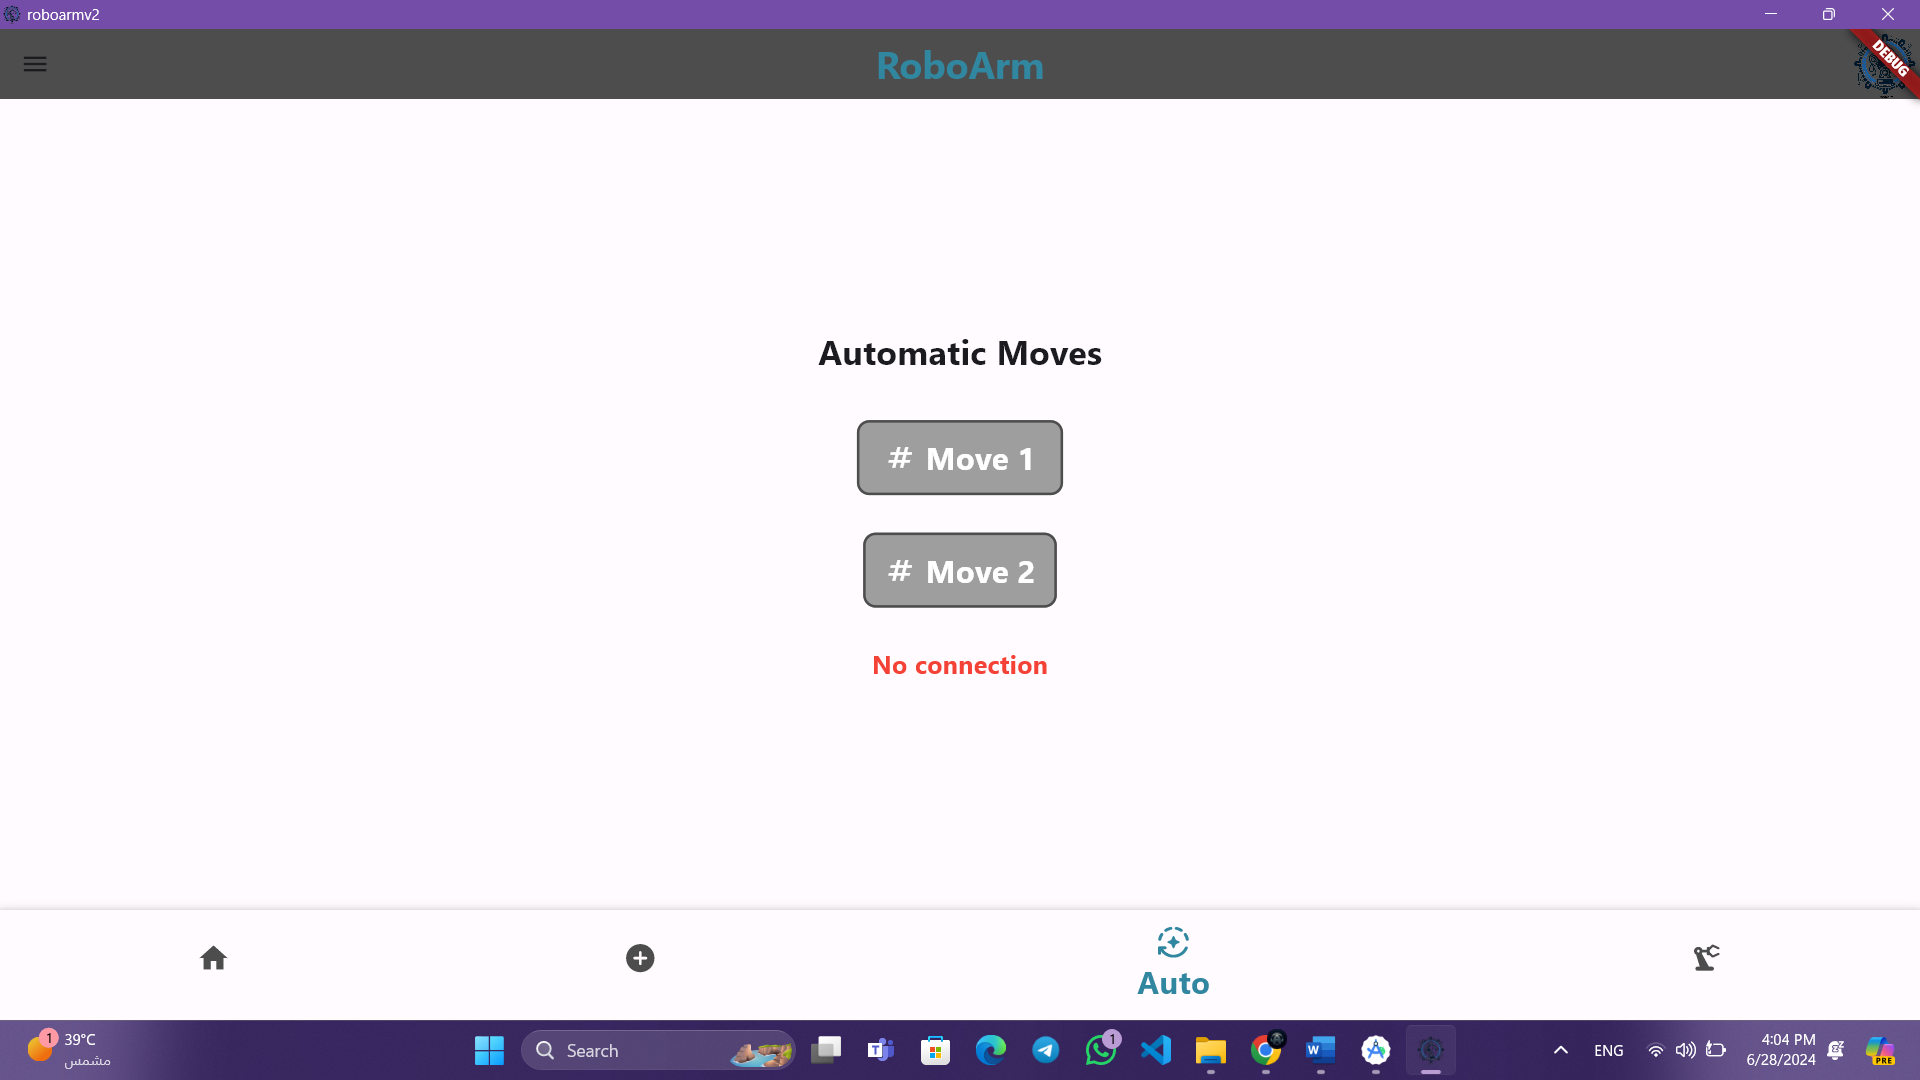 roboarmv2
RoboArm
DEBUG
Automatic Moves
# Move 1
# Move 2
No connection
Auto
1
39°C
مشمس
Search
1
ENG
4:04 PM
6/28/2024
PRE